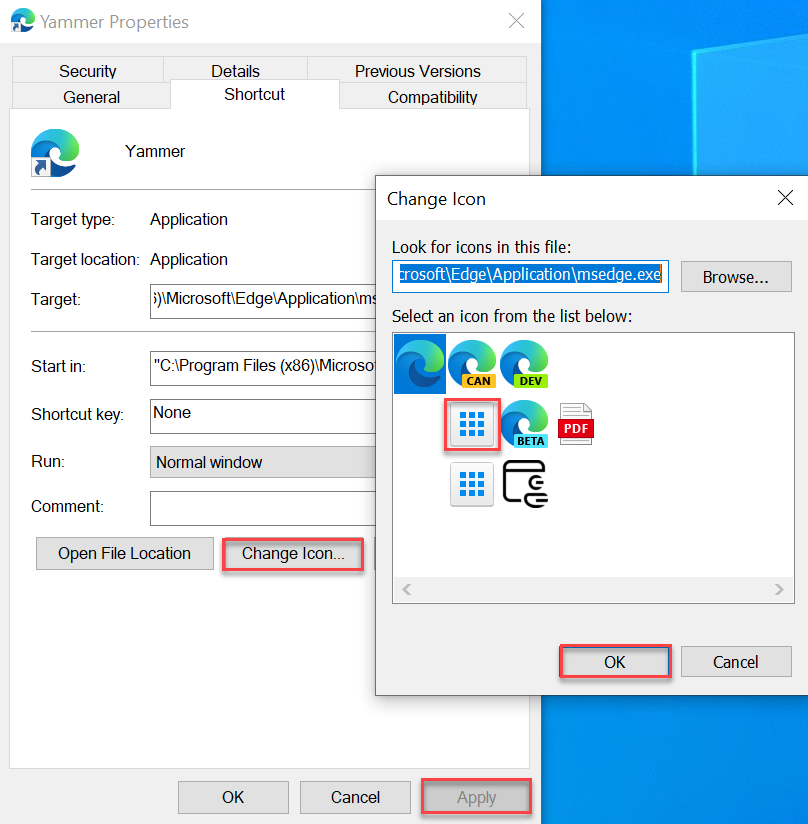 Yammer Properties
Security
Details
Previous Versions
General
Shortcut
Compatibility
Yammer
Target type:
Application
Target location:
Application
Target:
)\Microsoft\Edge\Application\ms
Start in:
"C:\Program Files (x86)\Microso
Shortcut key:
None
Run:
Normal window
Comment:
Open File Location
Change Icon...
OK
Cancel
Apply
Change Icon
Look for icons in this file:
crosoft\Edge\Application\msedge.exe
Browse...
Select an icon from the list below:
CAN
DEV
BETA
PDF
OK
Cancel